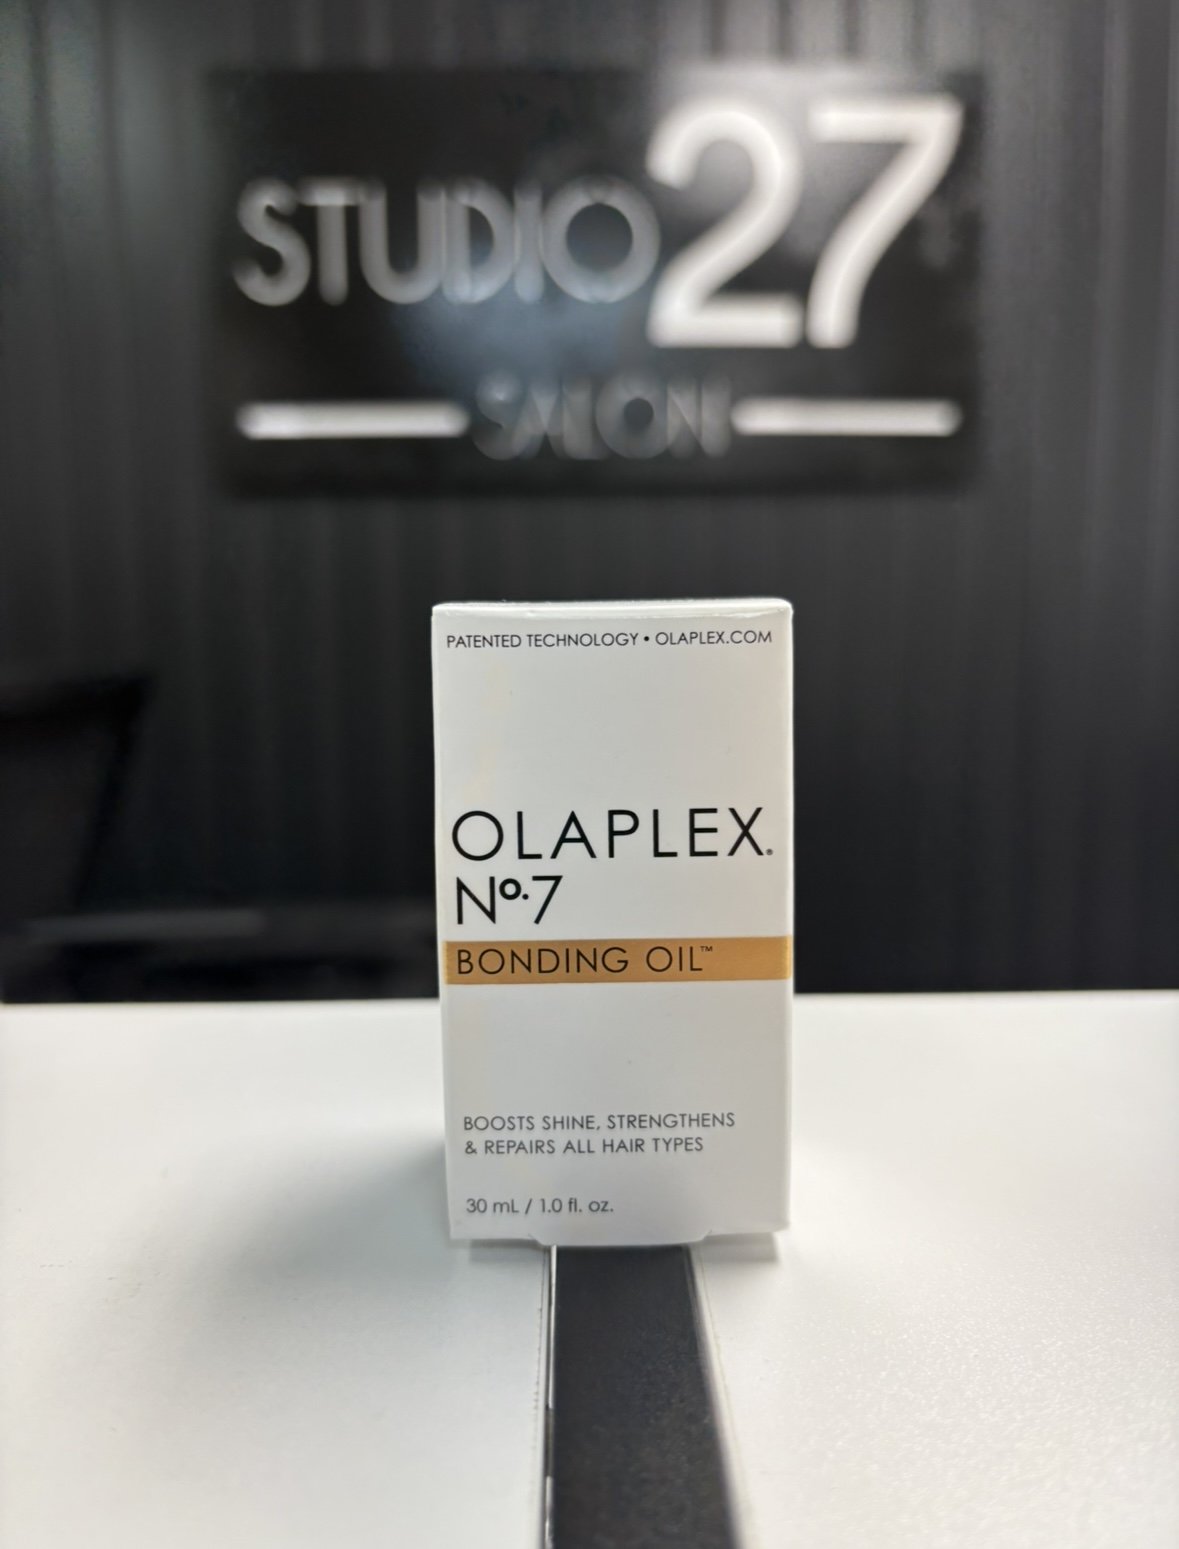 STUDIO 27
SALON
PATENTED TECHNOLOGY • OLAPLEX.COM
OLAPLEX®
Nº.7
BONDING OIL™
BOOSTS SHINE, STRENGTHENS
& REPAIRS ALL HAIR TYPES
30 mL / 1.0 fl. oz.